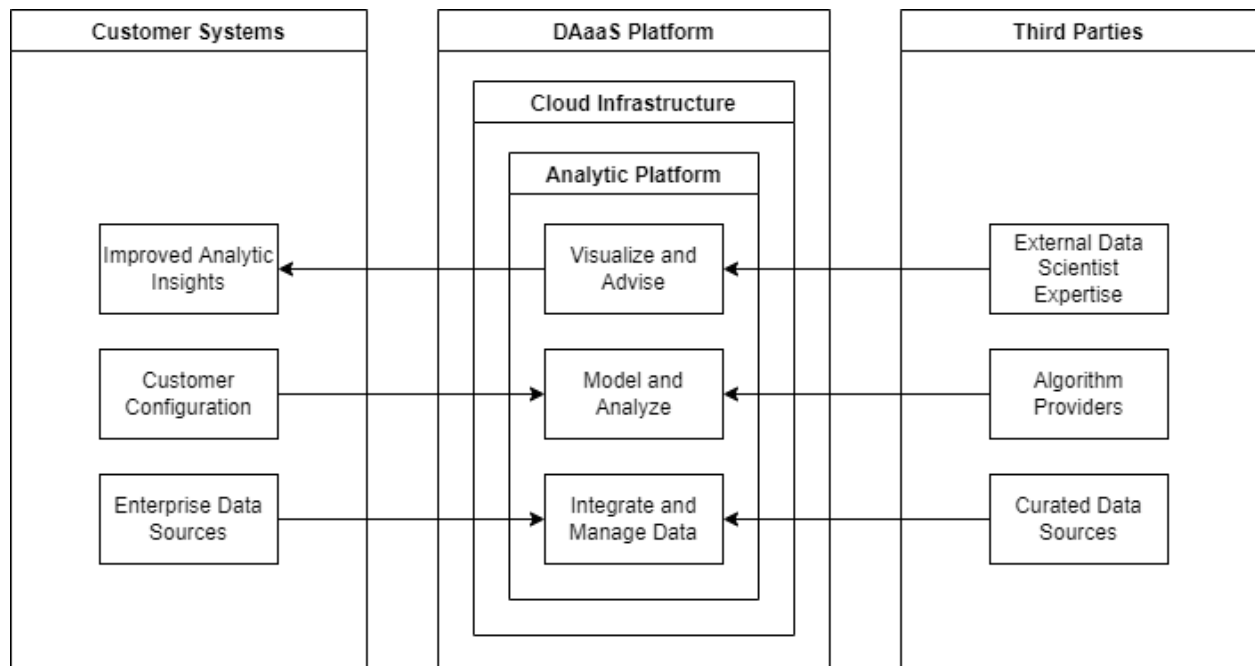 Customer Systems
DAaaS Platform
Third Parties
Cloud Infrastructure
Analytic Platform
Improved Analytic
Insights
Visualize and
Advise
External Data
Scientist
Expertise
Customer
Configuration
Model and
Analyze
Algorithm
Providers
Enterprise Data
Sources
Integrate and
Manage Data
Curated Data
Sources